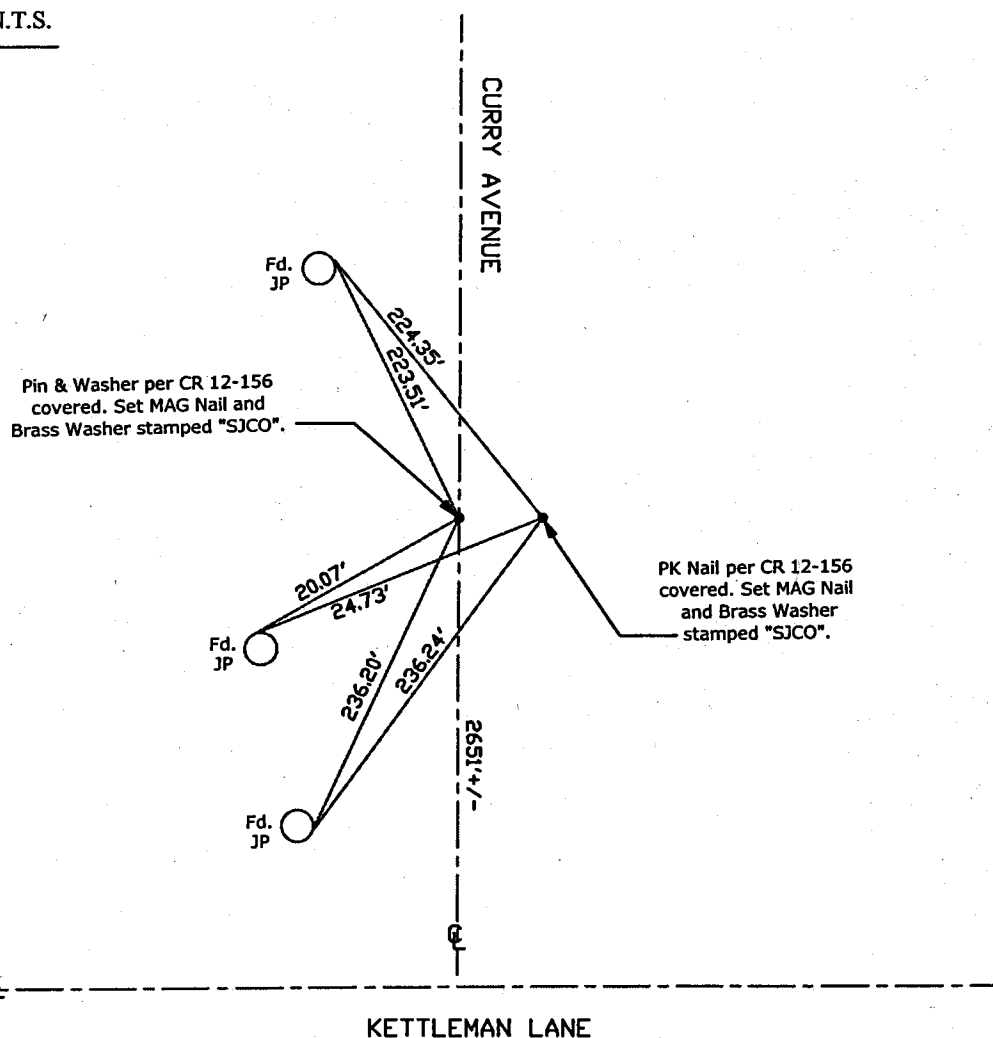 N.T.S.
CURRY AVENUE
Fd.
JP
224.35'
223.51'
Pin & Washer per CR 12-156
covered. Set MAG Nail and
Brass Washer stamped "SJCO".
PK Nail per CR 12-156
covered. Set MAG Nail
and Brass Washer
stamped "SJCO".
20.07'
24.73'
Fd.
JP
236.20'
236.24'
2651'+/-
Fd.
JP
℄
KETTLEMAN LANE